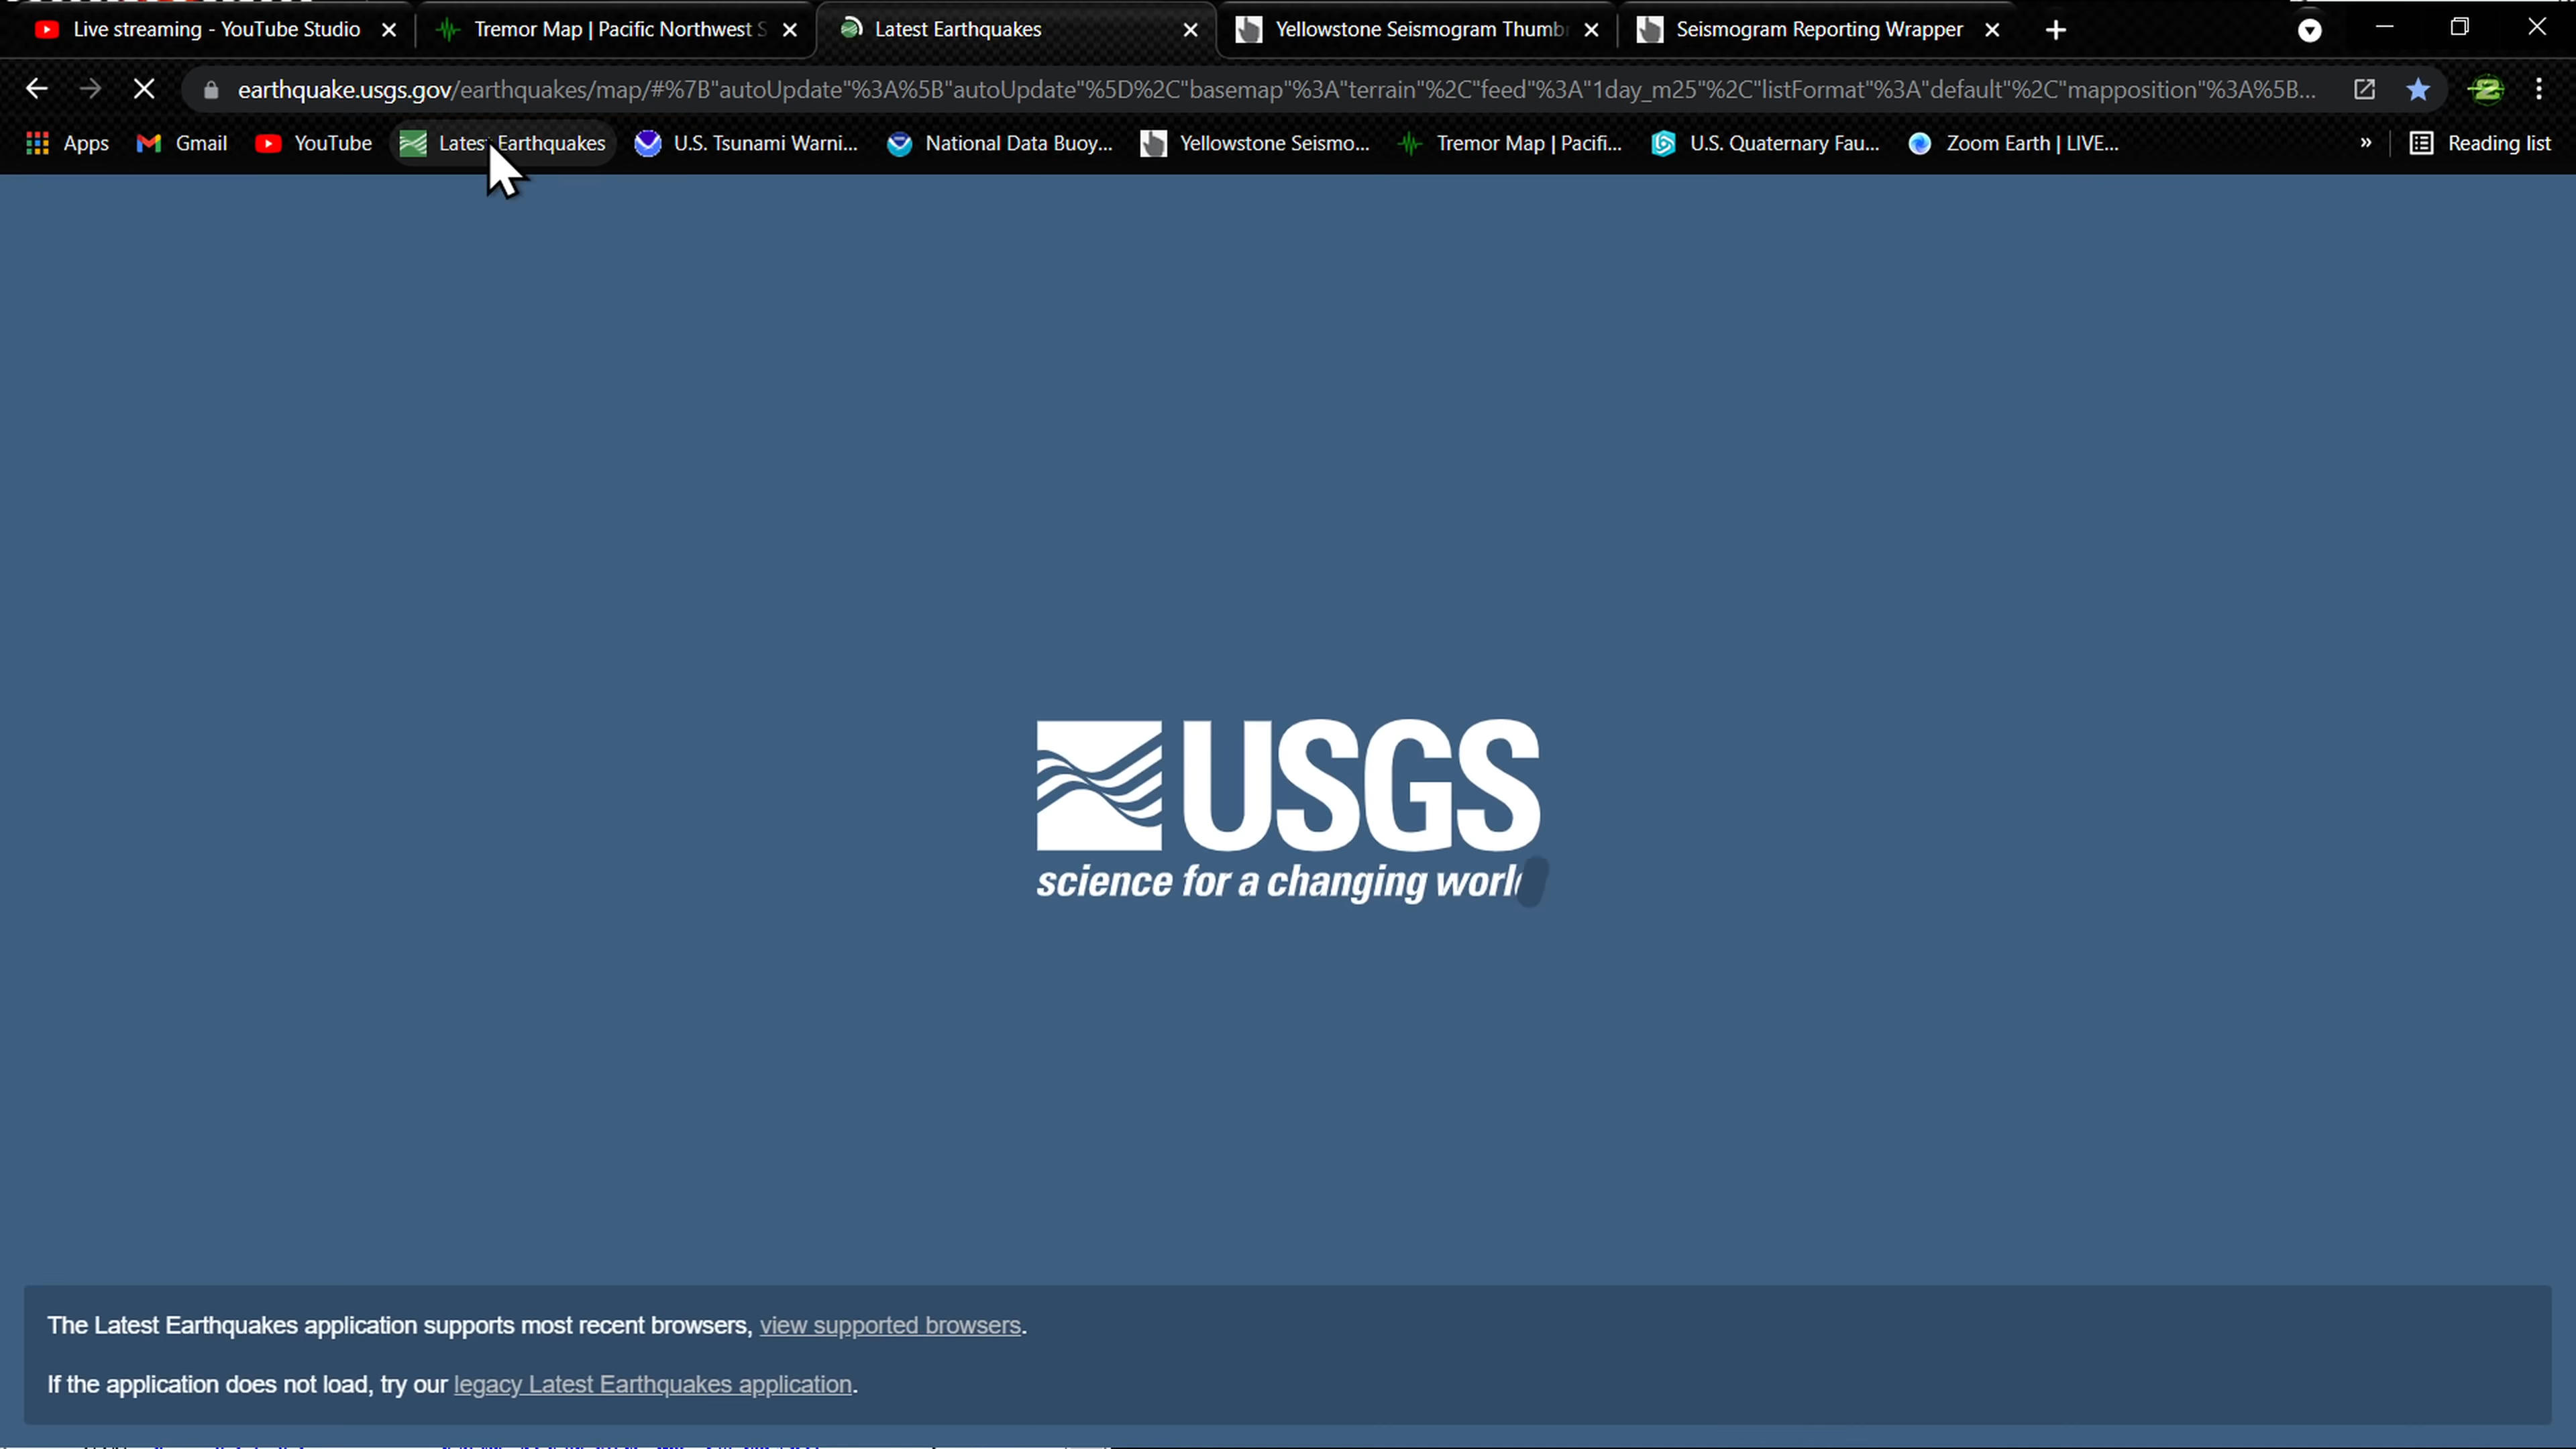 Live streaming - YouTube Studio
Tremor Map | Pacific Northwest S
Latest Earthquakes
Yellowstone Seismogram Thumb
Seismogram Reporting Wrapper
earthquake.usgs.gov/earthquakes/map/#%7B"autoUpdate"%3A%5B"autoUpdate"%5D%2C"basemap"%3A"terrain"%2C"feed"%3A"1day_m25"%2C"listFormat"%3A"default"%2C"mapposition"%3A%5B...
Apps
Gmail
YouTube
Latest Earthquakes
U.S. Tsunami Warni...
National Data Buoy...
Yellowstone Seismo...
Tremor Map | Pacifi...
U.S. Quaternary Fau...
Zoom Earth | LIVE...
»
Reading list
USGS
science for a changing world
The Latest Earthquakes application supports most recent browsers, view supported browsers.
If the application does not load, try our legacy Latest Earthquakes application.